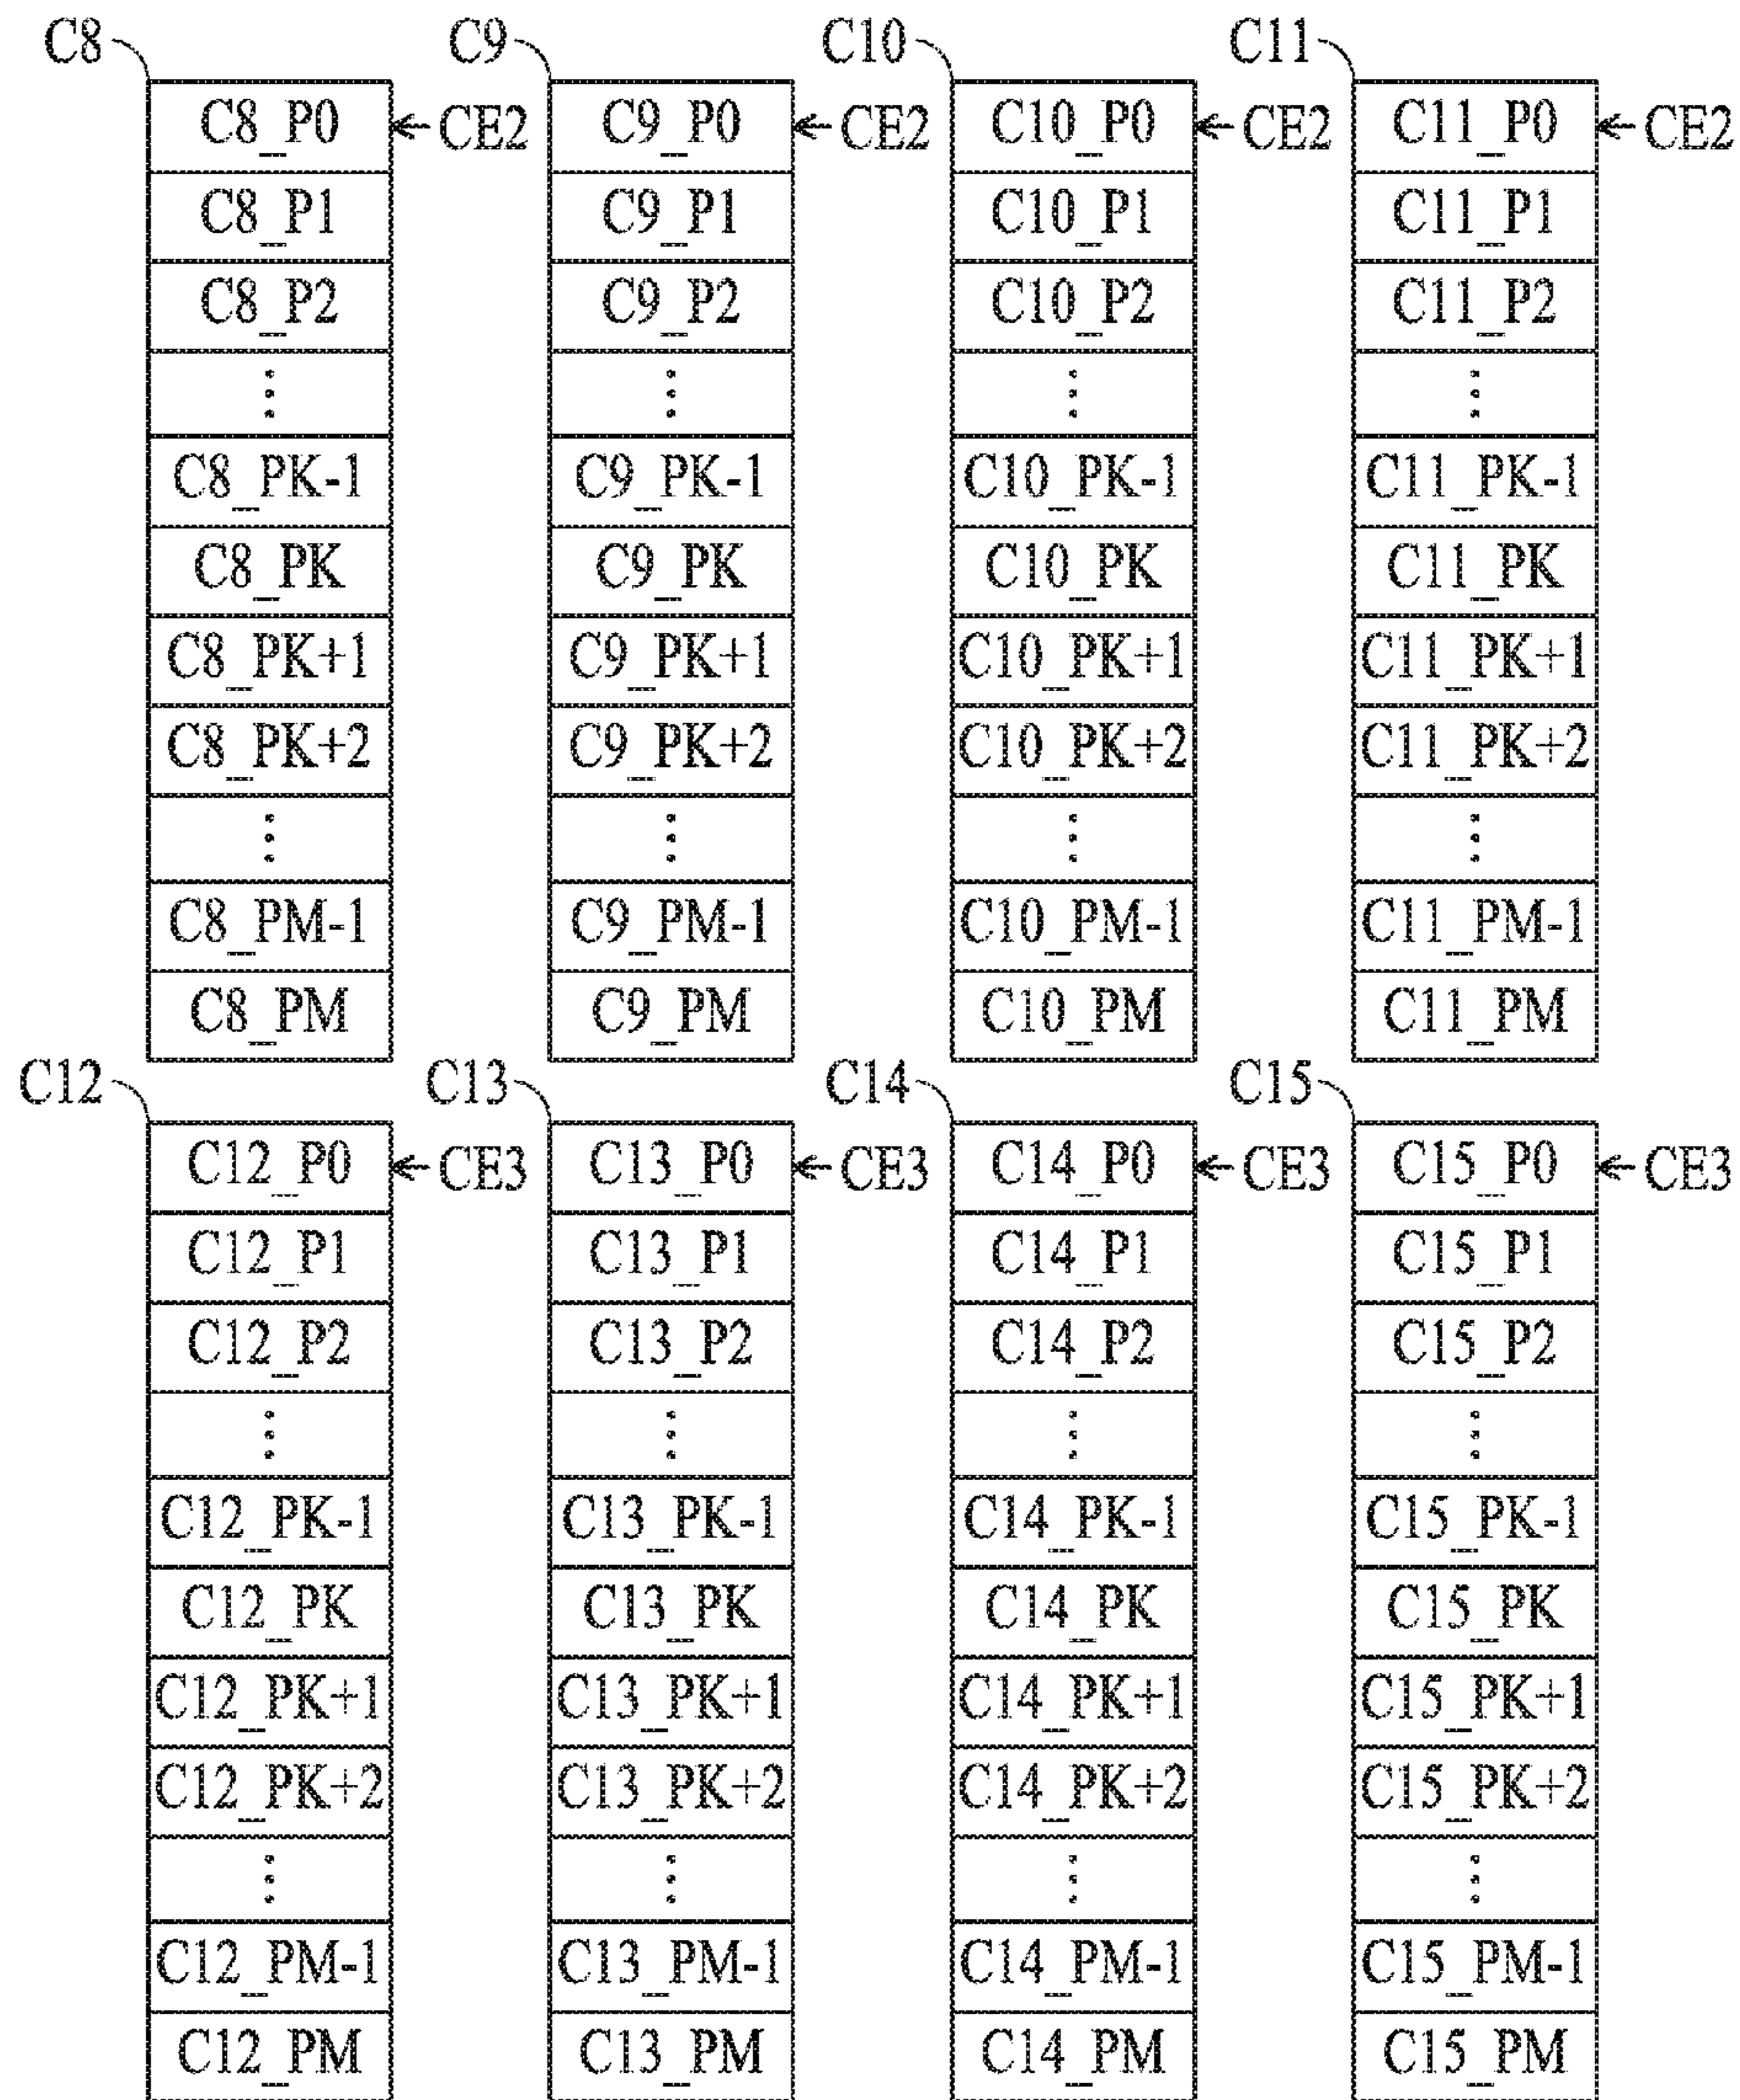 C8 C9 C10 C11
C8_P0 CE2 C9_P0 CE2 C10_P0 CE2 C11_P0 CE2
C8_P1 C9_P1 C10_P1 C11_P1
C8_P2 C9_P2 C10_P2 C11_P2
C8_PK-1 C9_PK-1 C10_PK-1 C11_PK-1
C8_PK C9_PK C10_PK C11_PK
C8_PK+1 C9_PK+1 C10_PK+1 C11_PK+1
C8_PK+2 C9_PK+2 C10_PK+2 C11_PK+2
C8_PM-1 C9_PM-1 C10_PM-1 C11_PM-1
C8_PM C9_PM C10_PM C11_PM
C12 C13 C14 C15
C12_P0 CE3 C13_P0 CE3 C14_P0 CE3 C15_P0 CE3
C12_P1 C13_P1 C14_P1 C15_P1
C12_P2 C13_P2 C14_P2 C15_P2
C12_PK-1 C13_PK-1 C14_PK-1 C15_PK-1
C12_PK C13_PK C14_PK C15_PK
C12_PK+1 C13_PK+1 C14_PK+1 C15_PK+1
C12_PK+2 C13_PK+2 C14_PK+2 C15_PK+2
C12_PM-1 C13_PM-1 C14_PM-1 C15_PM-1
C12_PM C13_PM C14_PM C15_PM